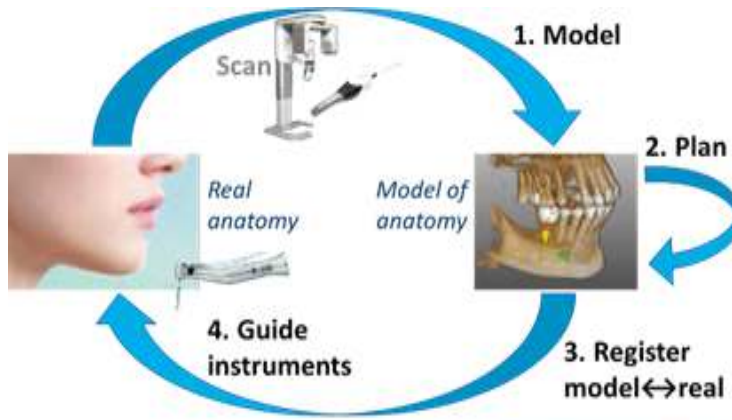 1. Model
Scan
2. Plan
Real
anatomy
Model of
anatomy
4. Guide
instruments
3. Register
model↔real